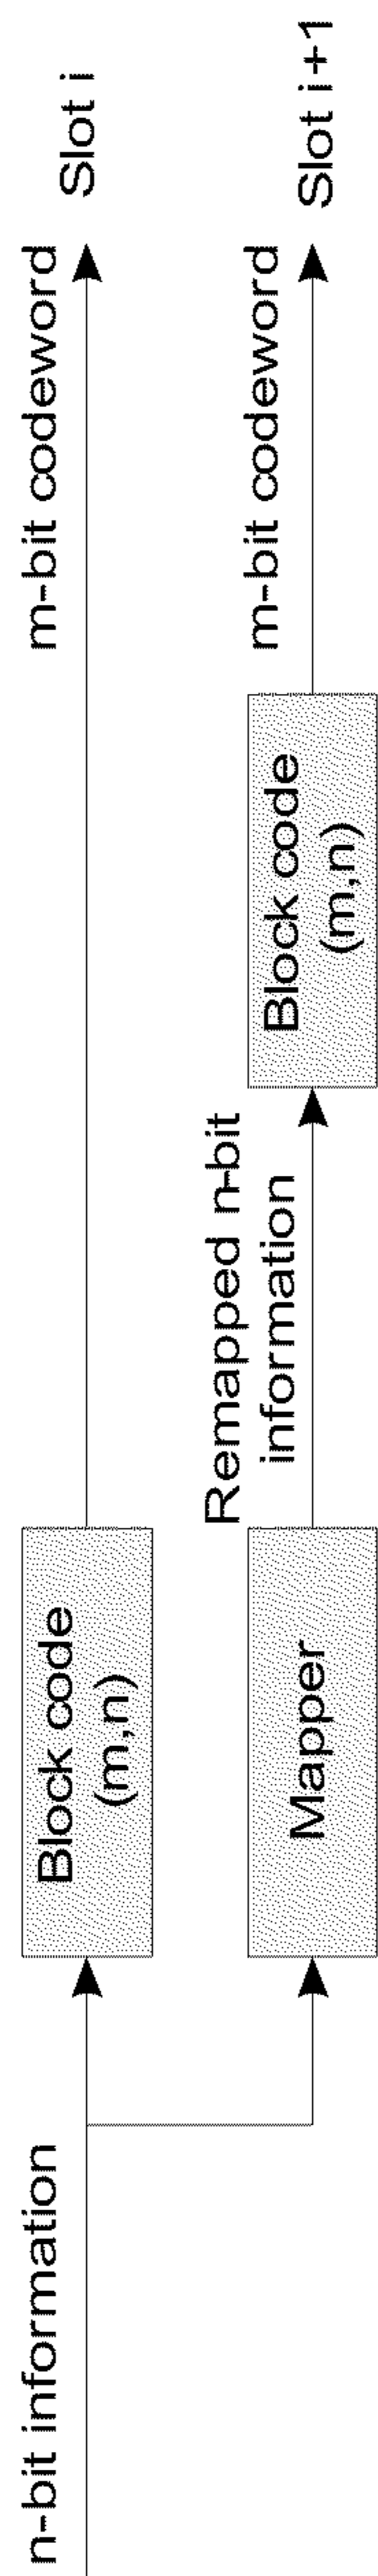 n-bit information
Block code
(m,n)
m-bit codeword
Slot i
Mapper
Remapped n-bit
information
Block code
(m,n)
m-bit codeword
Slot i+1